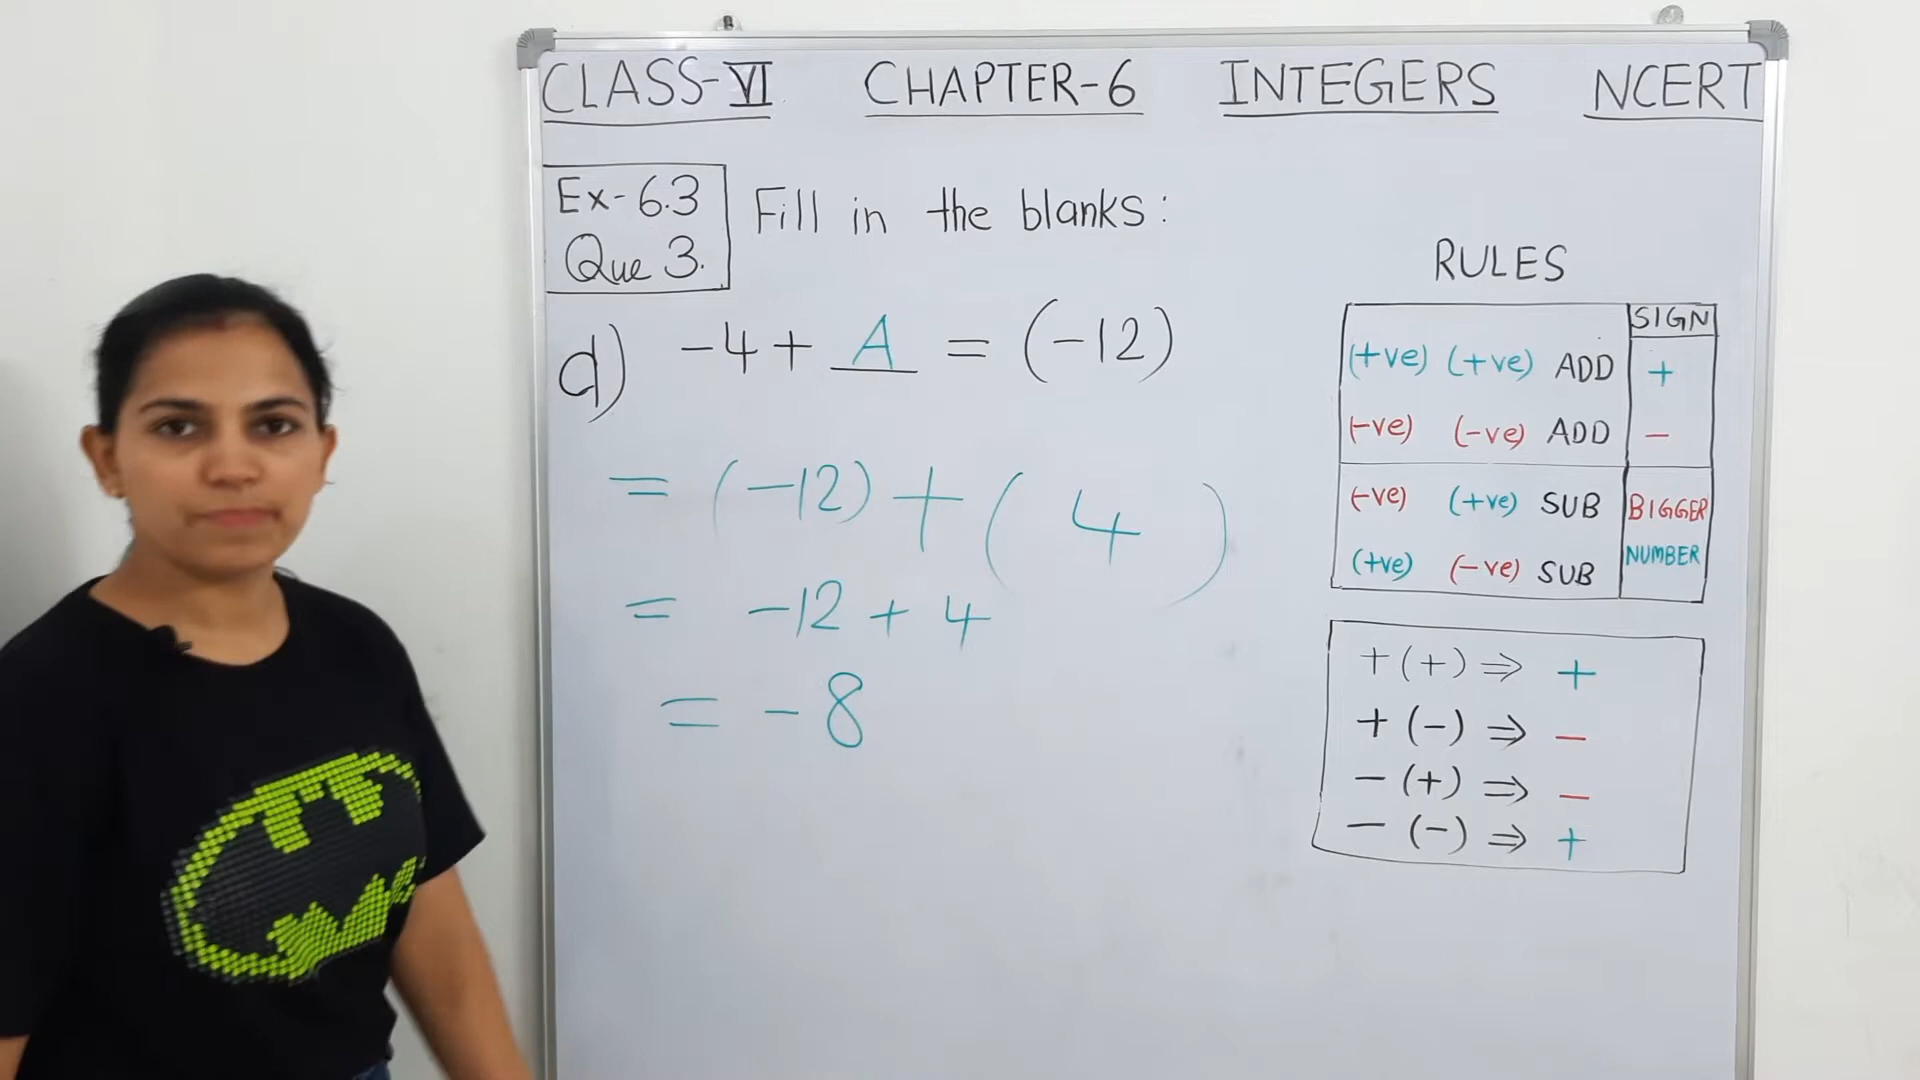 CLASS-VI CHAPTER-6 INTEGERS NCERT
Ex-6.3
Que 3.
Fill in the blanks:
d) -4+ A = (-12)
= (-12) + ( 4 )
= -12 + 4
= -8
RULES
SIGN
(+ve) (+ve) ADD +
(-ve) (-ve) ADD -
(-ve) (+ve) SUB BIGGER
(+ve) (-ve) SUB NUMBER
+ (+) ⇒ +
+ (-) ⇒ -
- (+) ⇒ -
- (-) ⇒ +